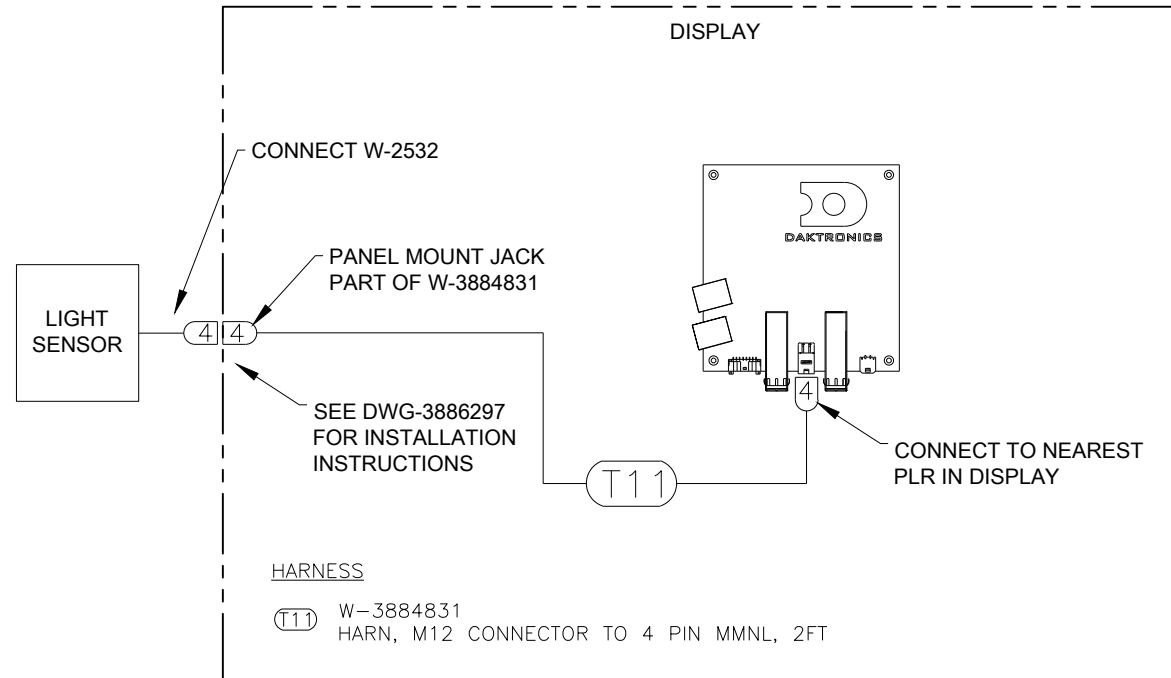 DISPLAY
CONNECT W-2532
DAKTRONICS
PANEL MOUNT JACK
PART OF W-3884831
LIGHT
SENSOR
4 4
4
SEE DWG-3886297
FOR INSTALLATION
INSTRUCTIONS
CONNECT TO NEAREST
PLR IN DISPLAY
T11
HARNESS
T11 W-3884831
HARN, M12 CONNECTOR TO 4 PIN MMNL, 2FT